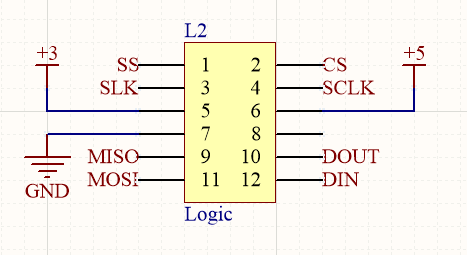 L2
+3
+5
SS 1 2 CS
SLK 3 4 SCLK
5 6
7 8
MISO 9 10 DOUT
MOSI 11 12 DIN
GND
Logic